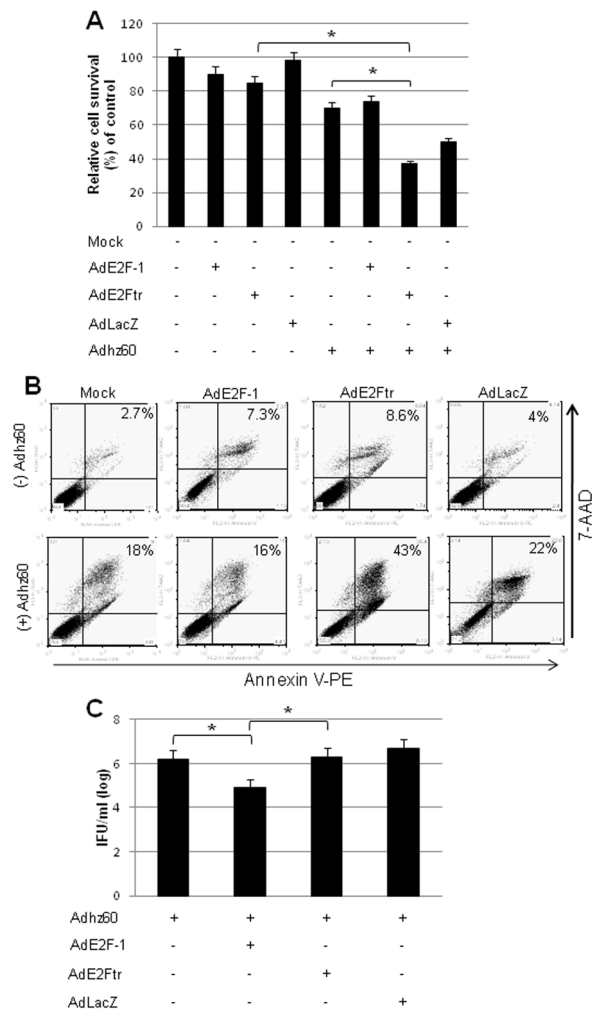 A
Relative cell survival
(%) of control
120
100
80
60
40
20
0
*
*
Mock - - - - - - - -
AdE2F-1 - + - - - + - -
AdE2Ftr - - + - - - + -
AdLacZ - - - + - - - +
Adhz60 - - - - + + + +
B
Mock AdE2F-1 AdE2Ftr AdLacZ
(-) Adhz60
2.7% 7.3% 8.6% 4%
(+) Adhz60
18% 16% 43% 22%
7-AAD
Annexin V-PE
C
IFU/ml (log)
8
6
4
2
0
*
*
Adhz60 + + + +
AdE2F-1 - + - -
AdE2Ftr - - + -
AdLacZ - - - +